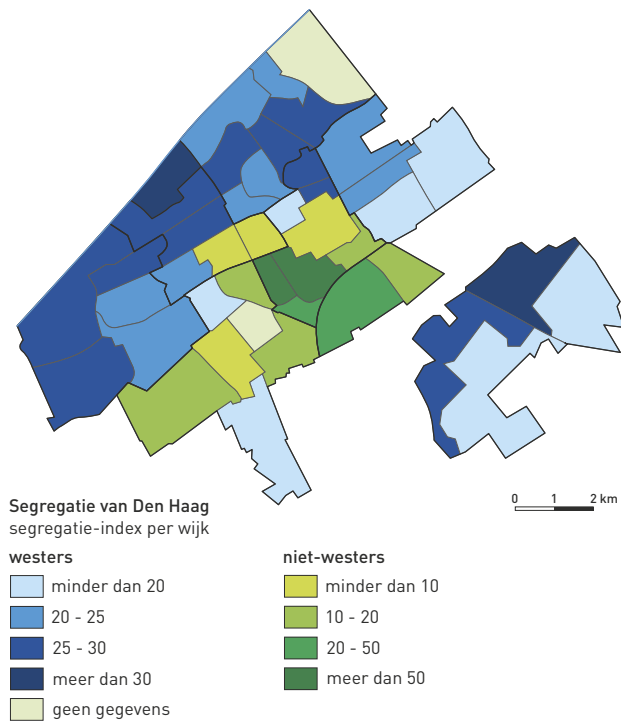 0 1 2 km
Segregatie van Den Haag
segregatie-index per wijk
westers
minder dan 20
20 - 25
25 - 30
meer dan 30
geen gegevens
niet-westers
minder dan 10
10 - 20
20 - 50
meer dan 50